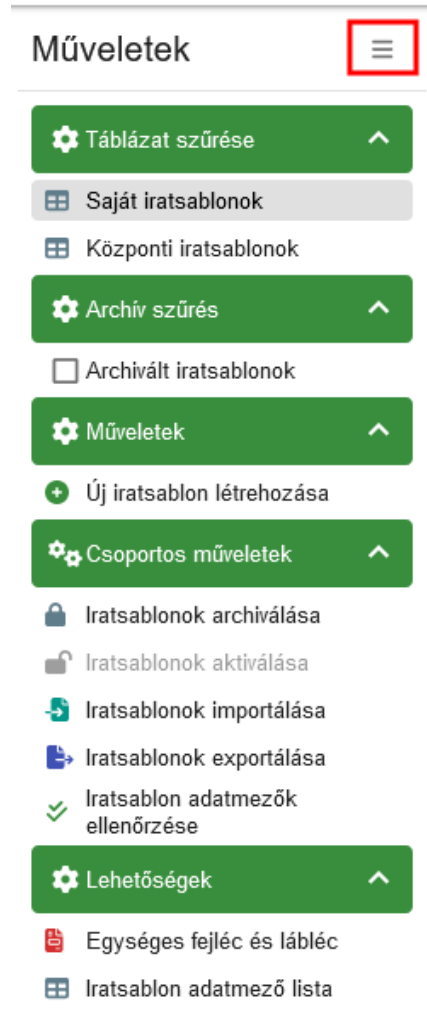 Műveletek
Táblázat szűrése
Saját iratsablonok
Központi iratsablonok
Archív szűrés
Archivált iratsablonok
Műveletek
Új iratsablon létrehozása
Csoportos műveletek
Iratsablonok archiválása
Iratsablonok aktiválása
Iratsablonok importálása
Iratsablonok exportálása
Iratsablon adatmezők
ellenőrzése
Lehetőségek
Egységes fejléc és lábléc
Iratsablon adatmező lista